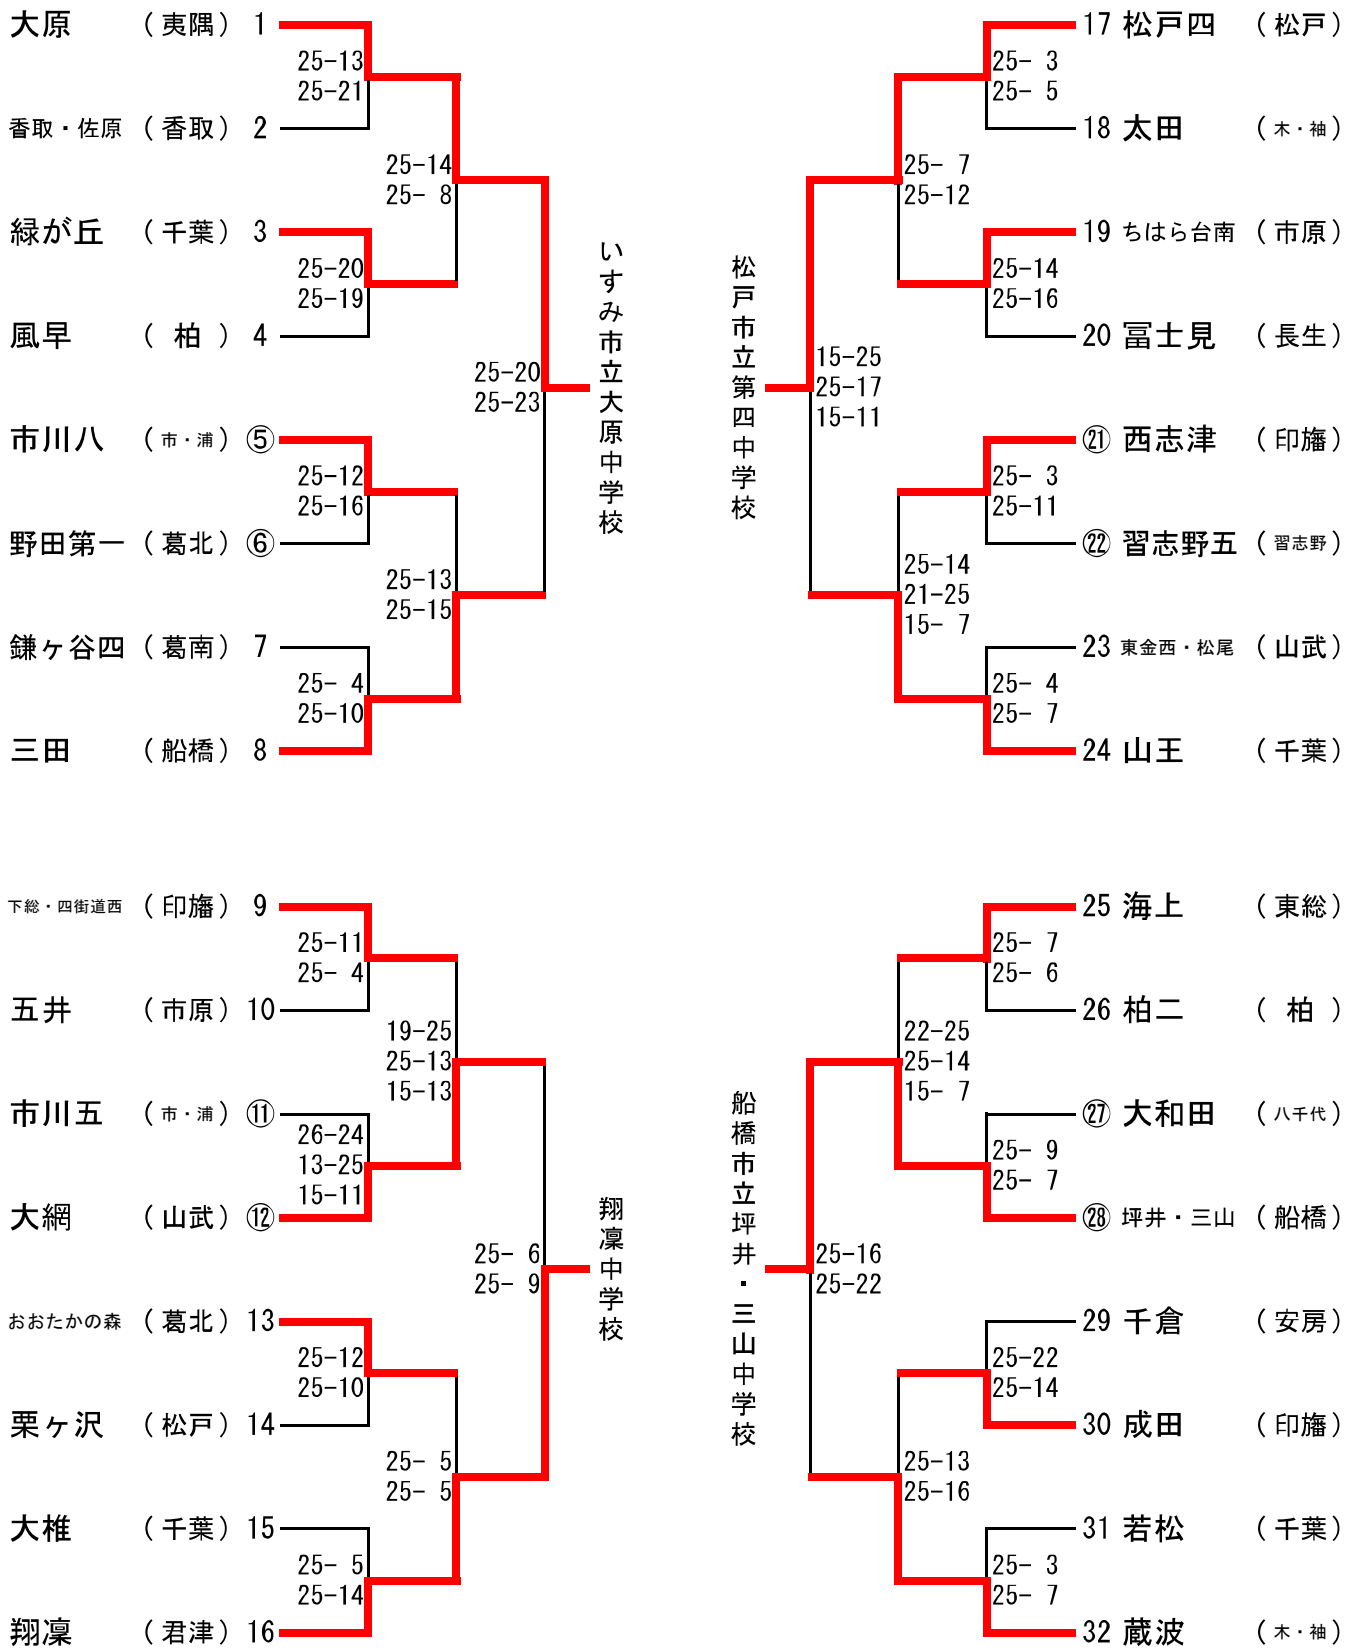 大原 （夷隅） 1
25-13
25-21
香取・佐原 （香取） 2
25-14
25- 8
緑が丘 （千葉） 3
25-20
25-19
風早 （ 柏 ） 4
25-20
25-23
市川八 （市・浦） ⑤
25-12
25-16
野田第一 （葛北） ⑥
25-13
25-15
鎌ヶ谷四 （葛南） 7
25- 4
25-10
三田 （船橋） 8
いすみ市立大原中学校
17 松戸四 （松戸）
25- 3
25- 5
18 太田 （木・袖）
25- 7
25-12
19 ちはら台南 （市原）
25-14
25-16
20 冨士見 （長生）
15-25
25-17
15-11
㉑ 西志津 （印旛）
25- 3
25-11
㉒ 習志野五 （習志野）
25-14
21-25
15- 7
23 東金西・松尾 （山武）
25- 4
25- 7
24 山王 （千葉）
松戸市立第四中学校
下総・四街道西 （印旛） 9
25-11
25- 4
五井 （市原） 10
19-25
25-13
15-13
市川五 （市・浦） ⑪
26-24
13-25
15-11
大網 （山武） ⑫
25- 6
25- 9
おおたかの森 （葛北） 13
25-12
25-10
栗ヶ沢 （松戸） 14
25- 5
25- 5
大椎 （千葉） 15
25- 5
25-14
翔凜 （君津） 16
翔凜中学校
25 海上 （東総）
25- 7
25- 6
26 柏二 （ 柏 ）
22-25
25-14
15- 7
㉗ 大和田 （八千代）
25- 9
25- 7
㉘ 坪井・三山 （船橋）
25-16
25-22
29 千倉 （安房）
25-22
25-14
30 成田 （印旛）
25-13
25-16
31 若松 （千葉）
25- 3
25- 7
32 蔵波 （木・袖）
船橋市立坪井・三山中学校